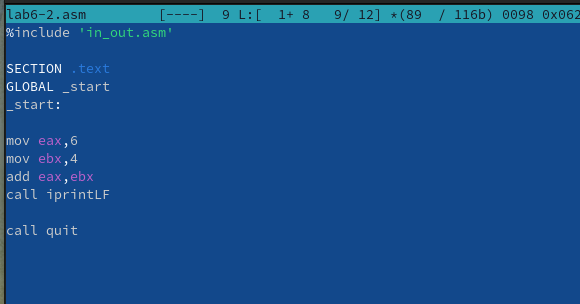 lab6-2.asm [----] 9 L:[ 1+ 8 9/ 12] *(89 / 116b) 0098 0x062
%include 'in_out.asm'
SECTION .text
GLOBAL _start
_start:
mov eax,6
mov ebx,4
add eax,ebx
call iprintLF
call quit